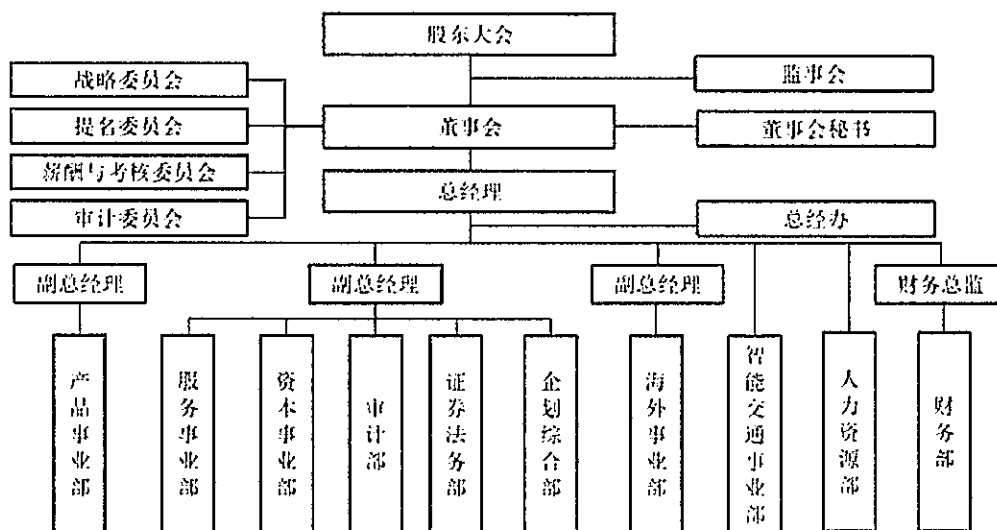 股东大会
战略委员会
监事会
提名委员会
董事会
董事会秘书
薪酬与考核委员会
总经理
审计委员会
总经办
副总经理
副总经理
副总经理
财务总监
产品事业部
服务事业部
资本事业部
审计部
证券法务部
企划综合部
海外事业部
智能交通事业部
人力资源部
财务部